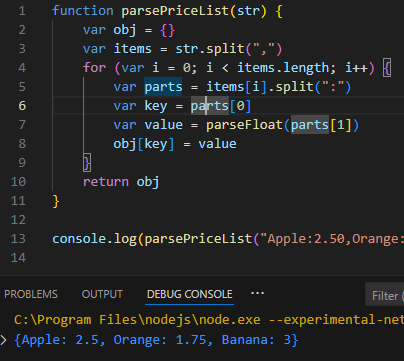 1 function parsePriceList(str) {
2 var obj = {}
3 var items = str.split(",")
4 for (var i = 0; i < items.length; i++) {
5 var parts = items[i].split(":")
6 var key = parts[0]
7 var value = parseFloat(parts[1])
8 obj[key] = value
9 }
10 return obj
11 }
12
13 console.log(parsePriceList("Apple:2.50,Orange:
14
PROBLEMS OUTPUT DEBUG CONSOLE ··· Filter (
C:\Program Files\nodejs\node.exe --experimental-net
> {Apple: 2.5, Orange: 1.75, Banana: 3}